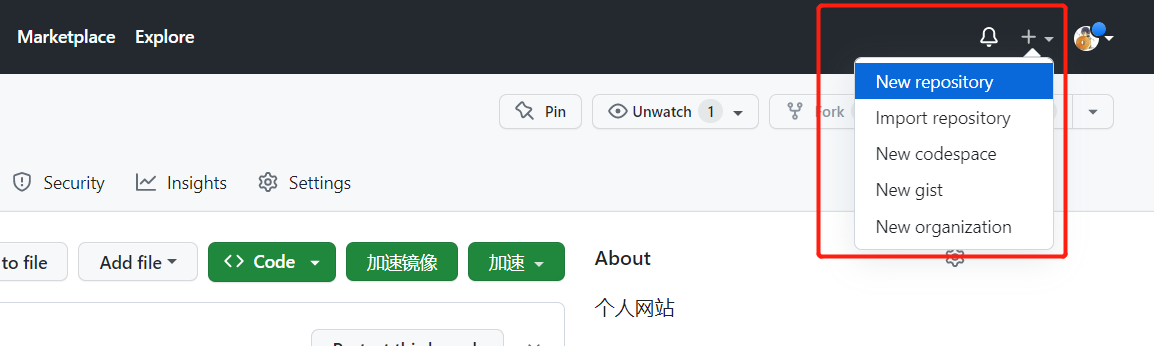 Marketplace Explore
New repository
Import repository
New codespace
New gist
New organization
Pin Unwatch 1 Fork
Security Insights Settings
to file Add file Code 加速镜像 加速
About
个人网站